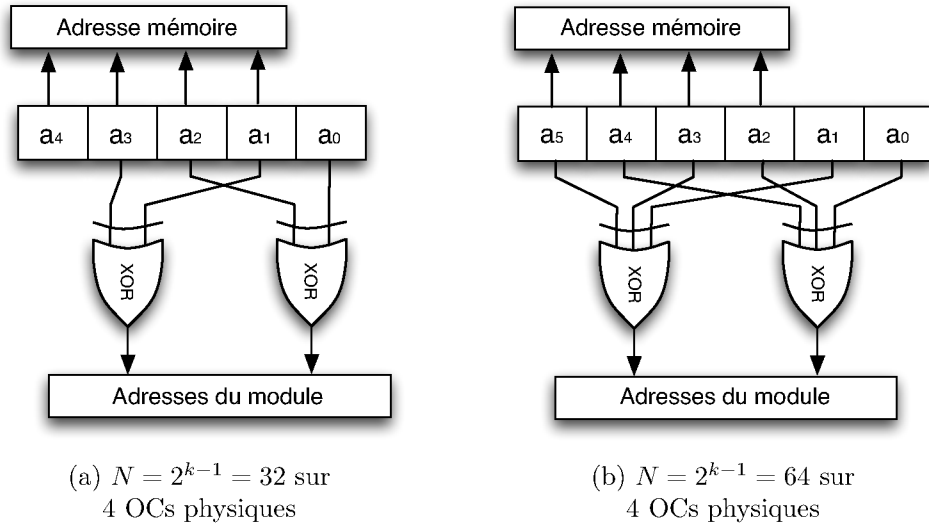 Adresse mémoire
a4 a3 a2 a1 a0
XOR XOR
Adresses du module
(a) N = 2^{k−1} = 32 sur
4 OCs physiques
Adresse mémoire
a5 a4 a3 a2 a1 a0
XOR XOR
Adresses du module
(b) N = 2^{k−1} = 64 sur
4 OCs physiques